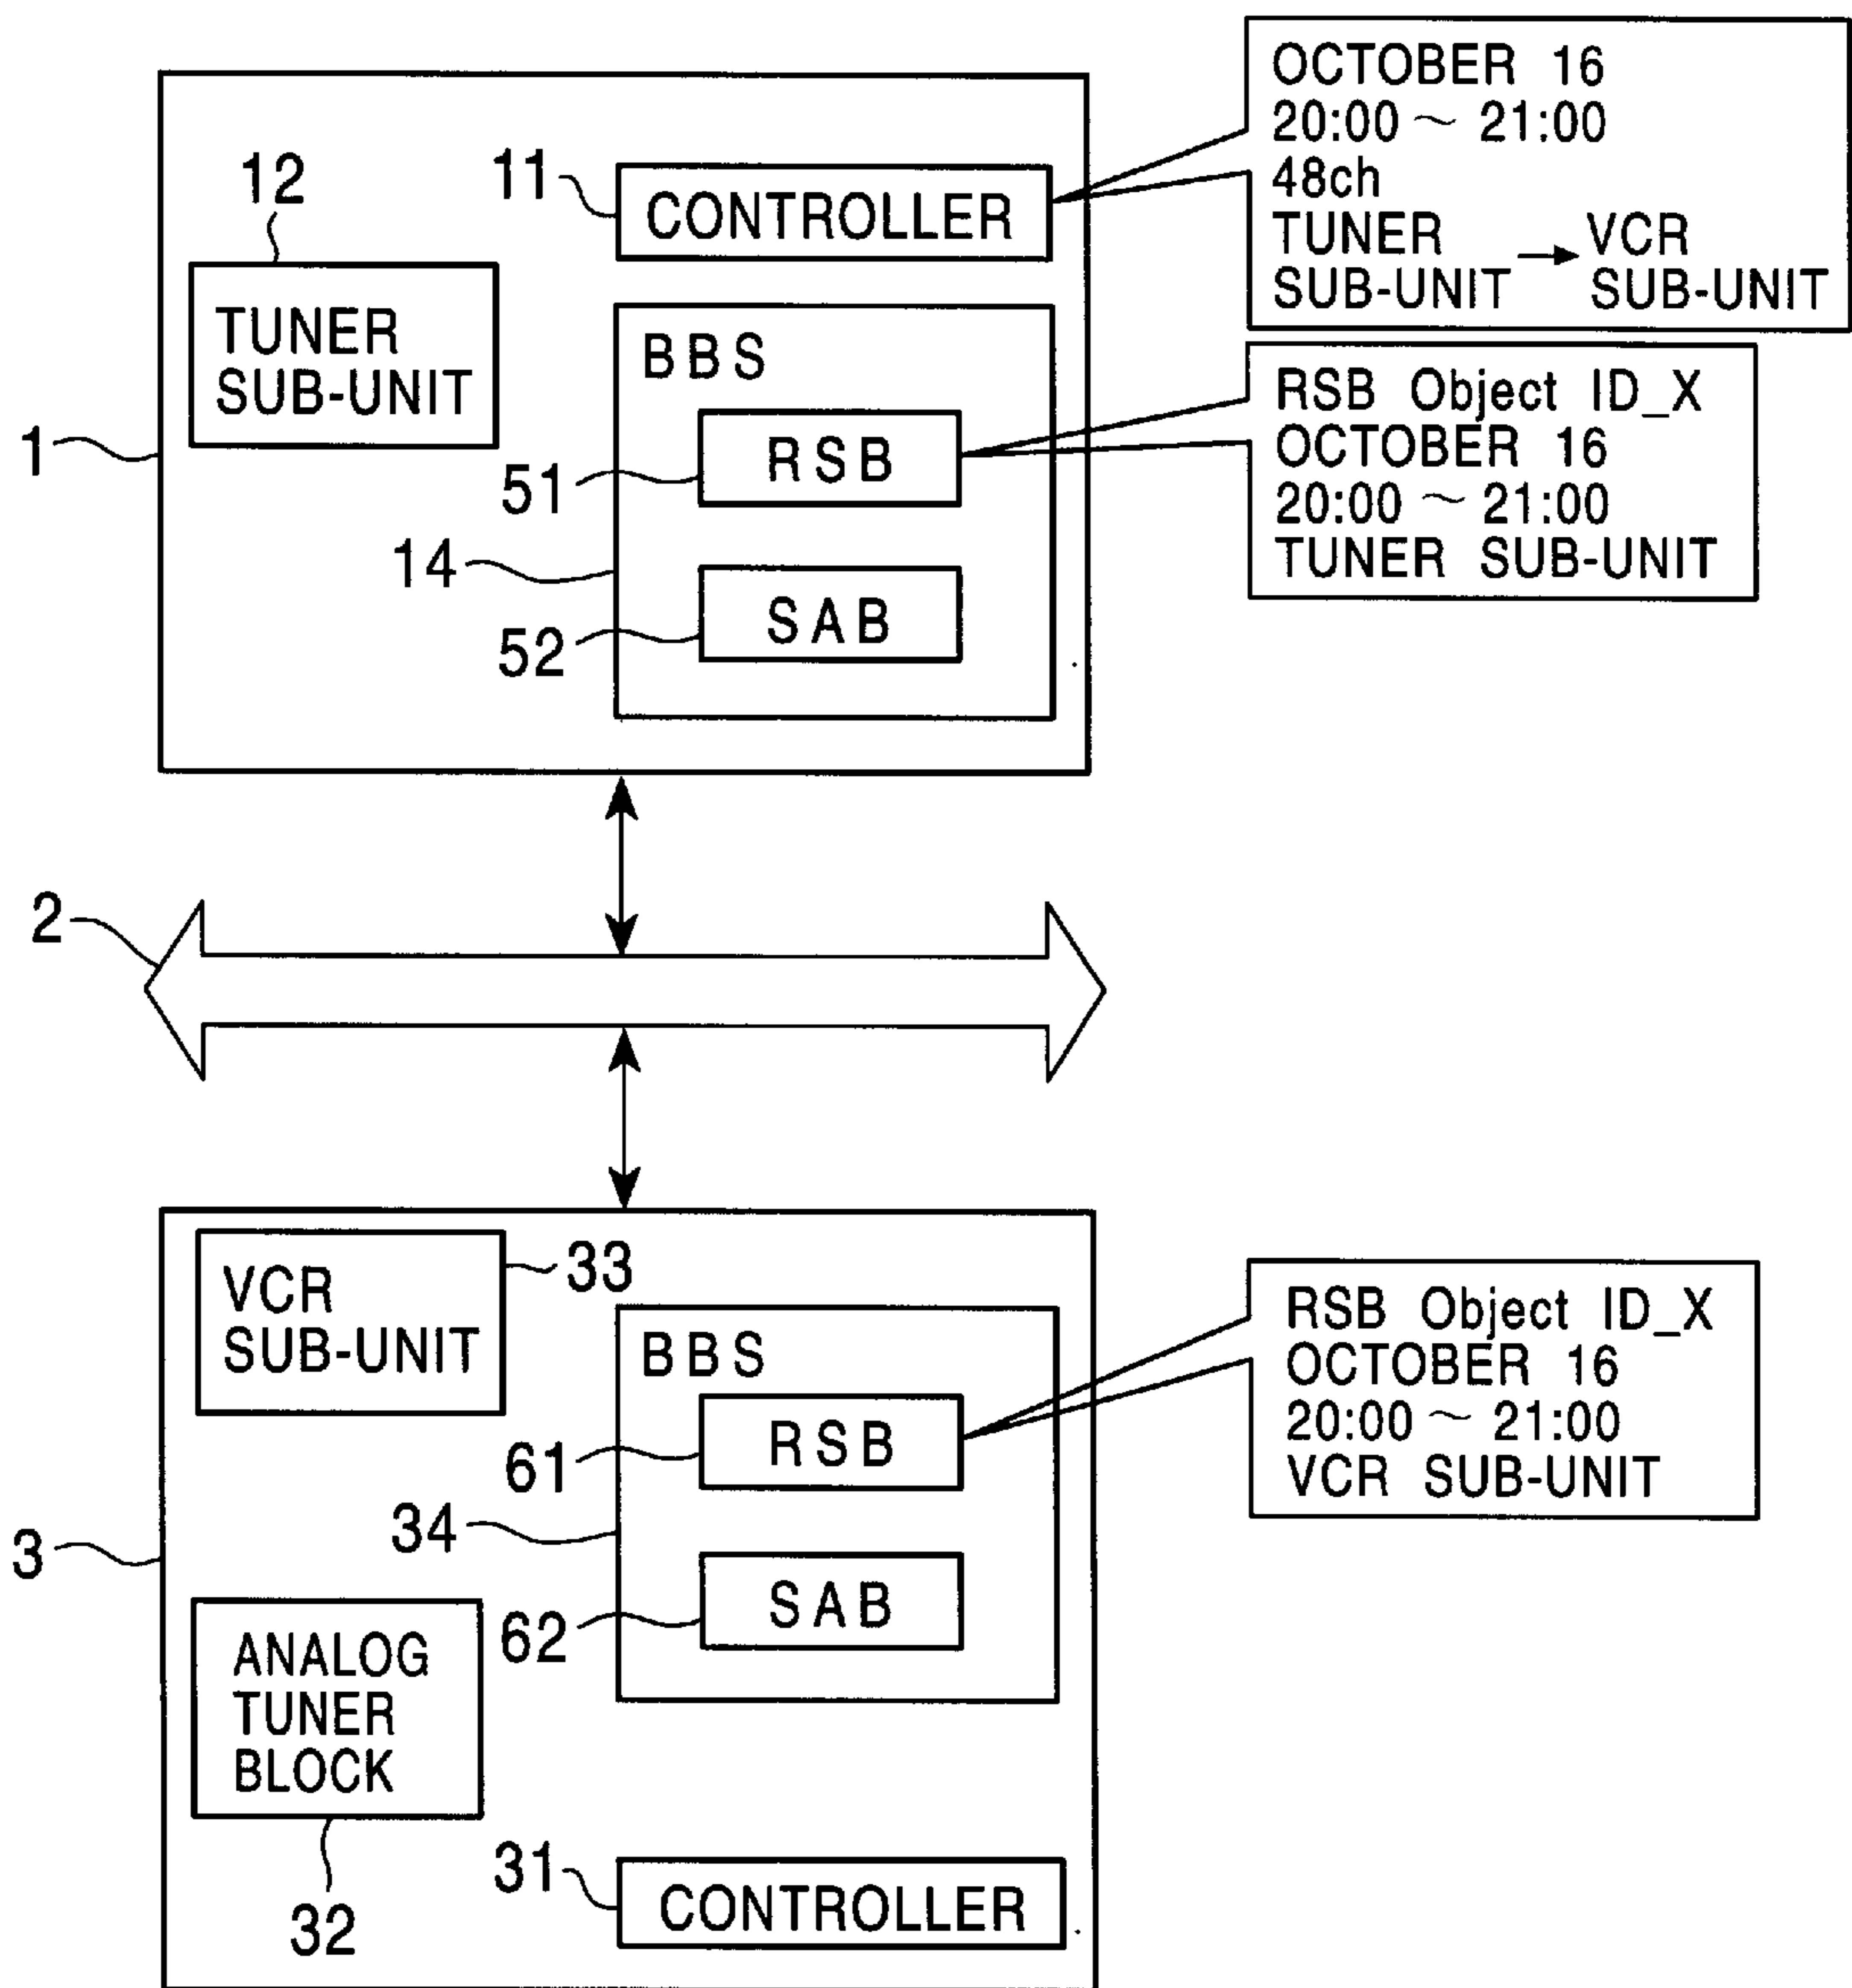 OCTOBER 16
20:00 ~ 21:00
48ch
TUNER SUB-UNIT → VCR SUB-UNIT
12
11
CONTROLLER
TUNER
SUB-UNIT
BBS
RSB Object ID_X
OCTOBER 16
20:00 ~ 21:00
TUNER SUB-UNIT
1
RSB
51
14
SAB
52
2
VCR
SUB-UNIT
33
BBS
RSB Object ID_X
OCTOBER 16
20:00 ~ 21:00
VCR SUB-UNIT
RSB
61
34
3
SAB
62
ANALOG
TUNER
BLOCK
31
CONTROLLER
32